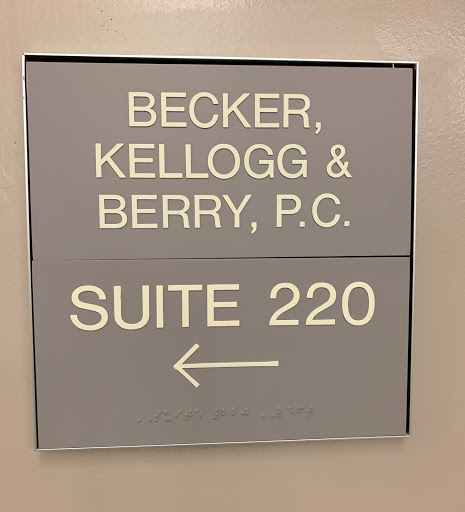 BECKER,
KELLOGG &
BERRY, P.C.
SUITE 220
←